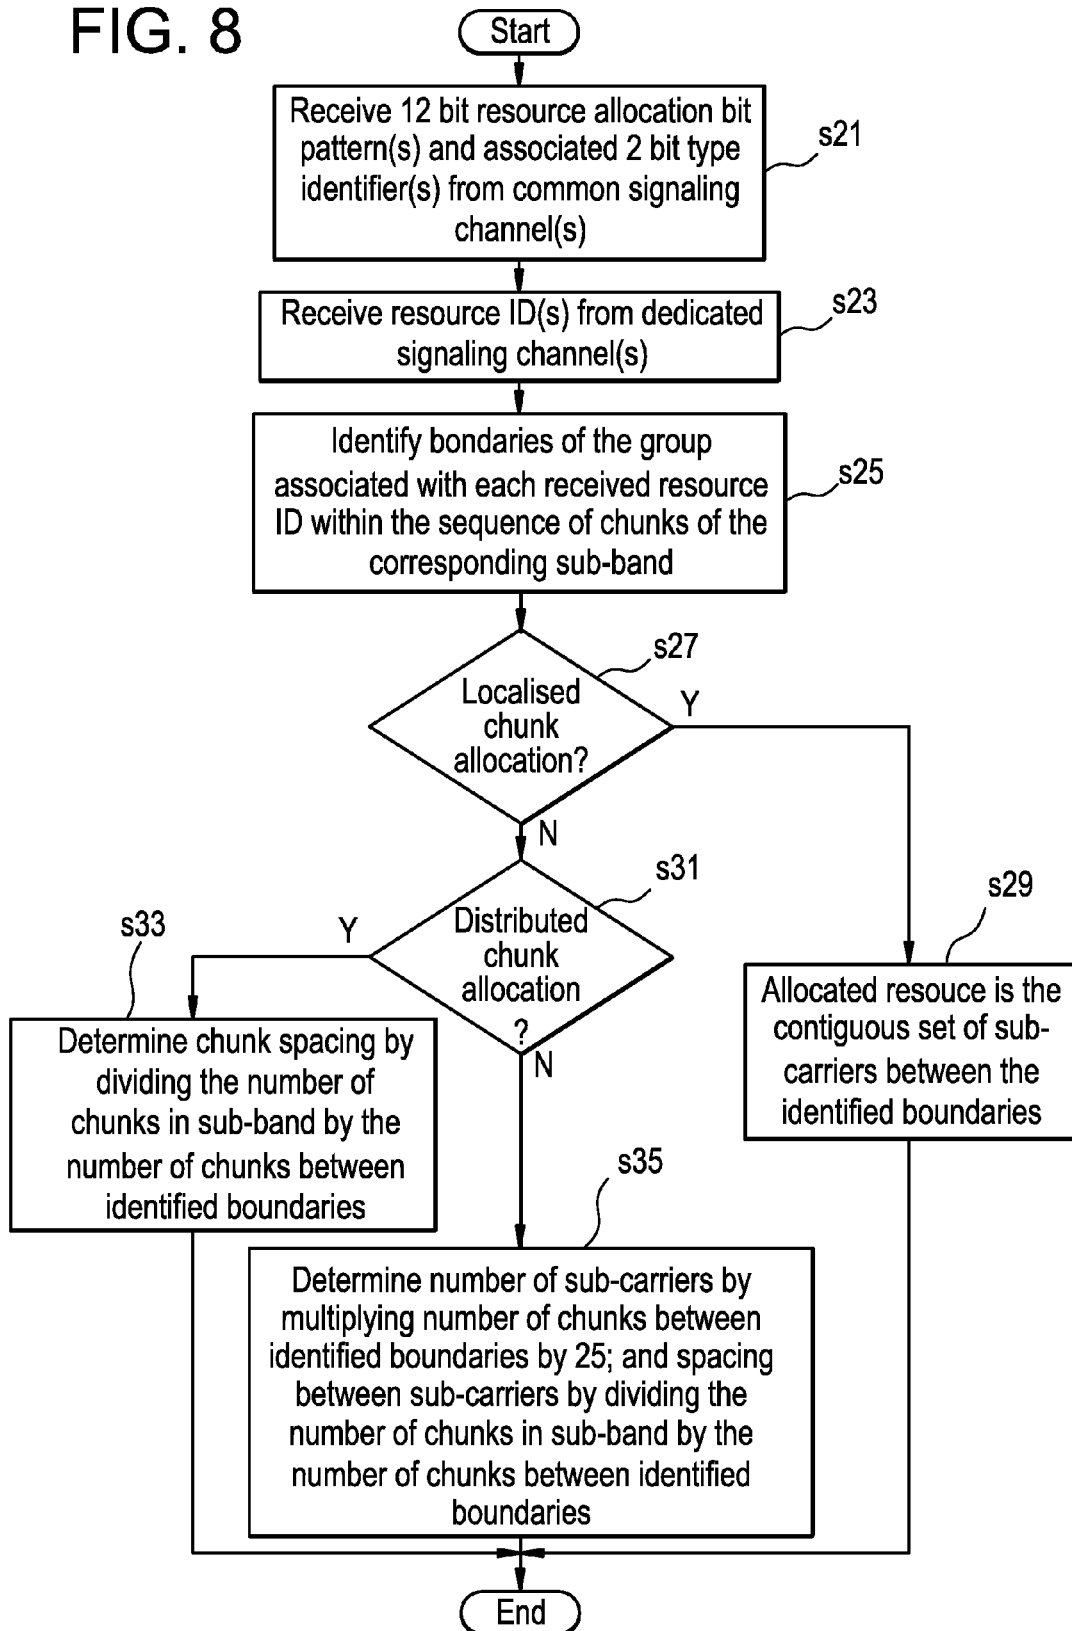 FIG. 8
Start
Receive 12 bit resource allocation bit
pattern(s) and associated 2 bit type
identifier(s) from common signaling
channel(s)
s21
Receive resource ID(s) from dedicated
signaling channel(s)
s23
Identify bondaries of the group
associated with each received resource
ID within the sequence of chunks of the
corresponding sub-band
s25
Localised
chunk
allocation?
s27
Y
N
Distributed
chunk
allocation
?
s31
Y
N
s33
Determine chunk spacing by
dividing the number of
chunks in sub-band by the
number of chunks between
identified boundaries
s29
Allocated resouce is the
contiguous set of sub-
carriers between the
identified boundaries
s35
Determine number of sub-carriers by
multiplying number of chunks between
identified boundaries by 25; and spacing
between sub-carriers by dividing the
number of chunks in sub-band by the
number of chunks between identified
boundaries
End